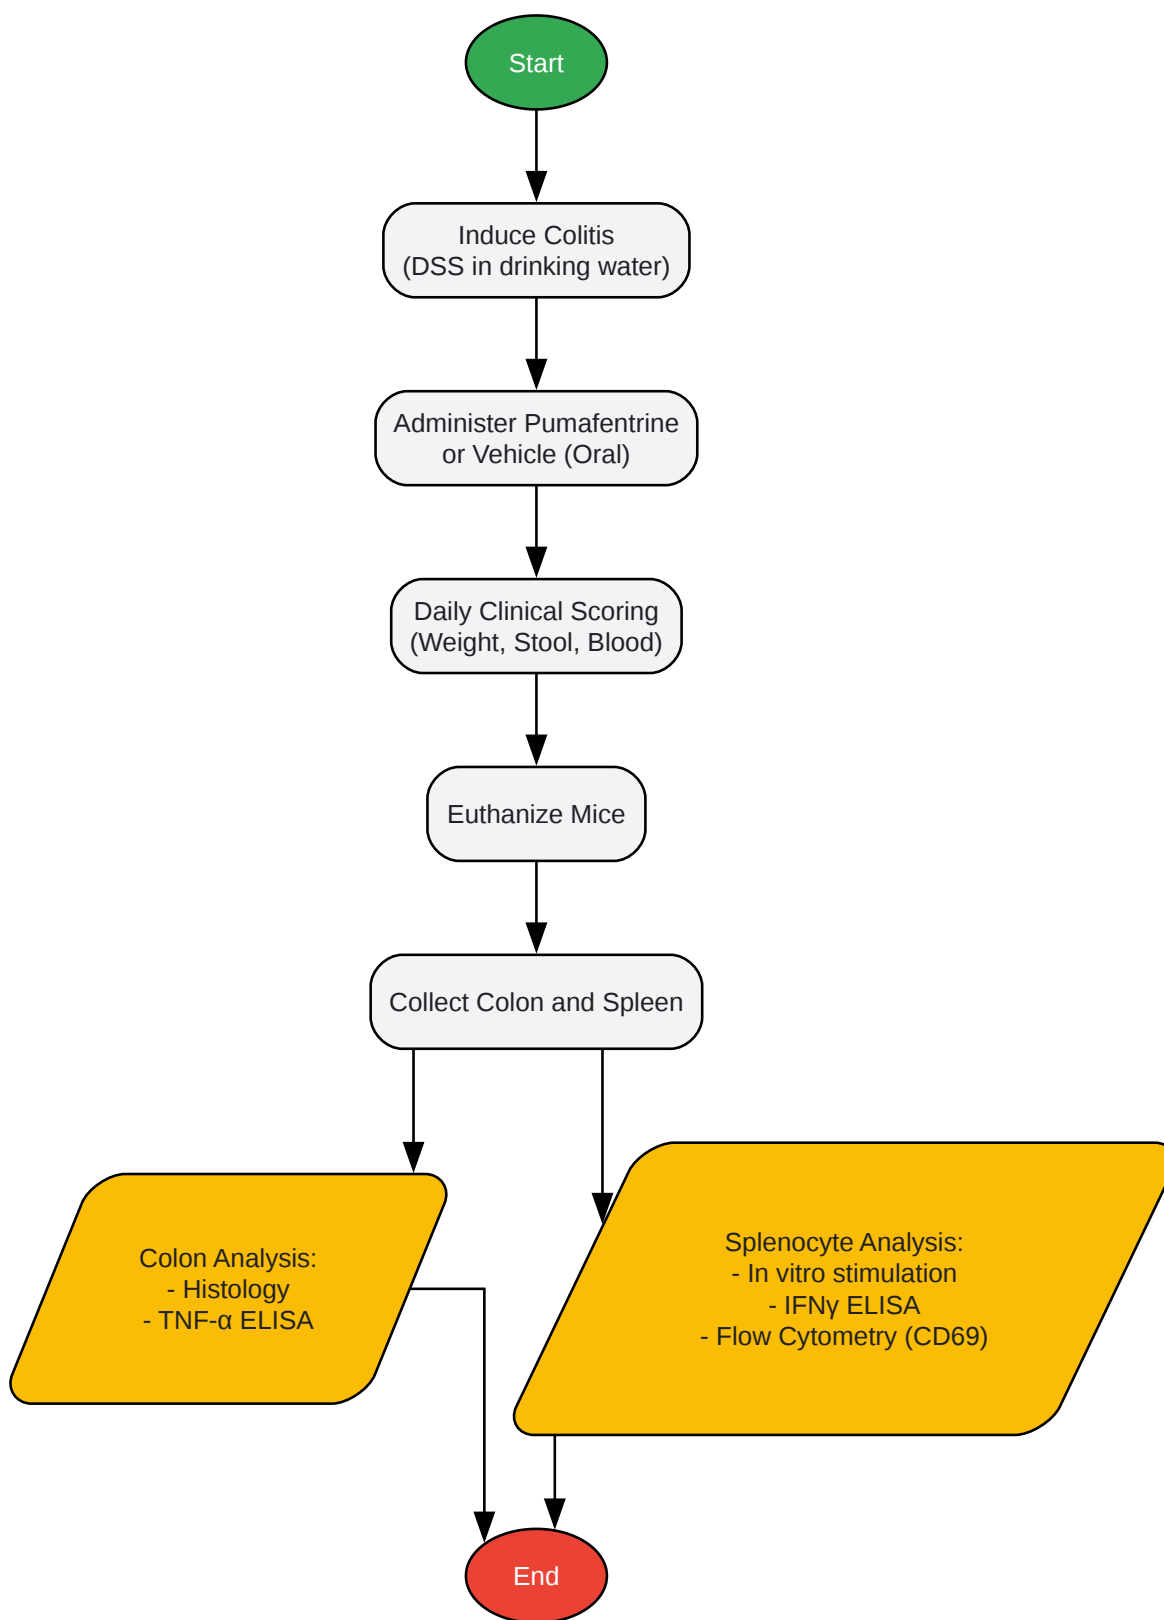 Start
Induce Colitis
(DSS in drinking water)
Administer Pumafentrine
or Vehicle (Oral)
Daily Clinical Scoring
(Weight, Stool, Blood)
Euthanize Mice
Collect Colon and Spleen
Colon Analysis:
- Histology
- TNF-α ELISA
Splenocyte Analysis:
- In vitro stimulation
- IFNγ ELISA
- Flow Cytometry (CD69)
End